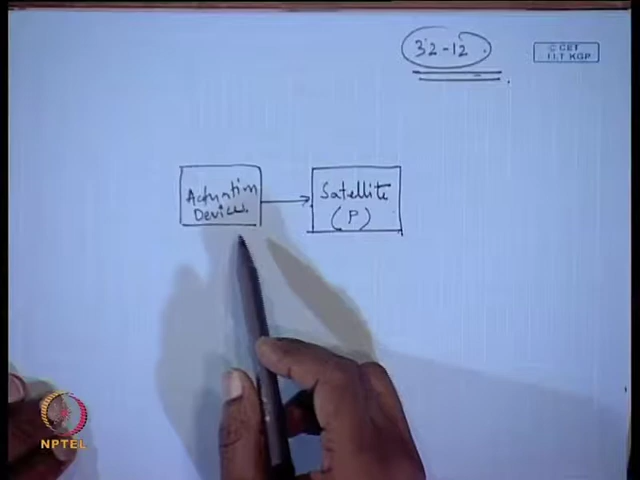 32-12
© CET
I.I.T KGP
Actuation
Devices.
Satellite
(P)
NPTEL